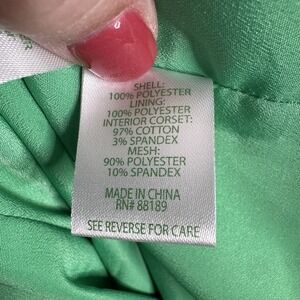 SHELL:
100% POLYESTER
LINING:
100% POLYESTER
INTERIOR CORSET:
97% COTTON
3% SPANDEX
MESH:
90% POLYESTER
10% SPANDEX
MADE IN CHINA
RN# 88189
SEE REVERSE FOR CARE